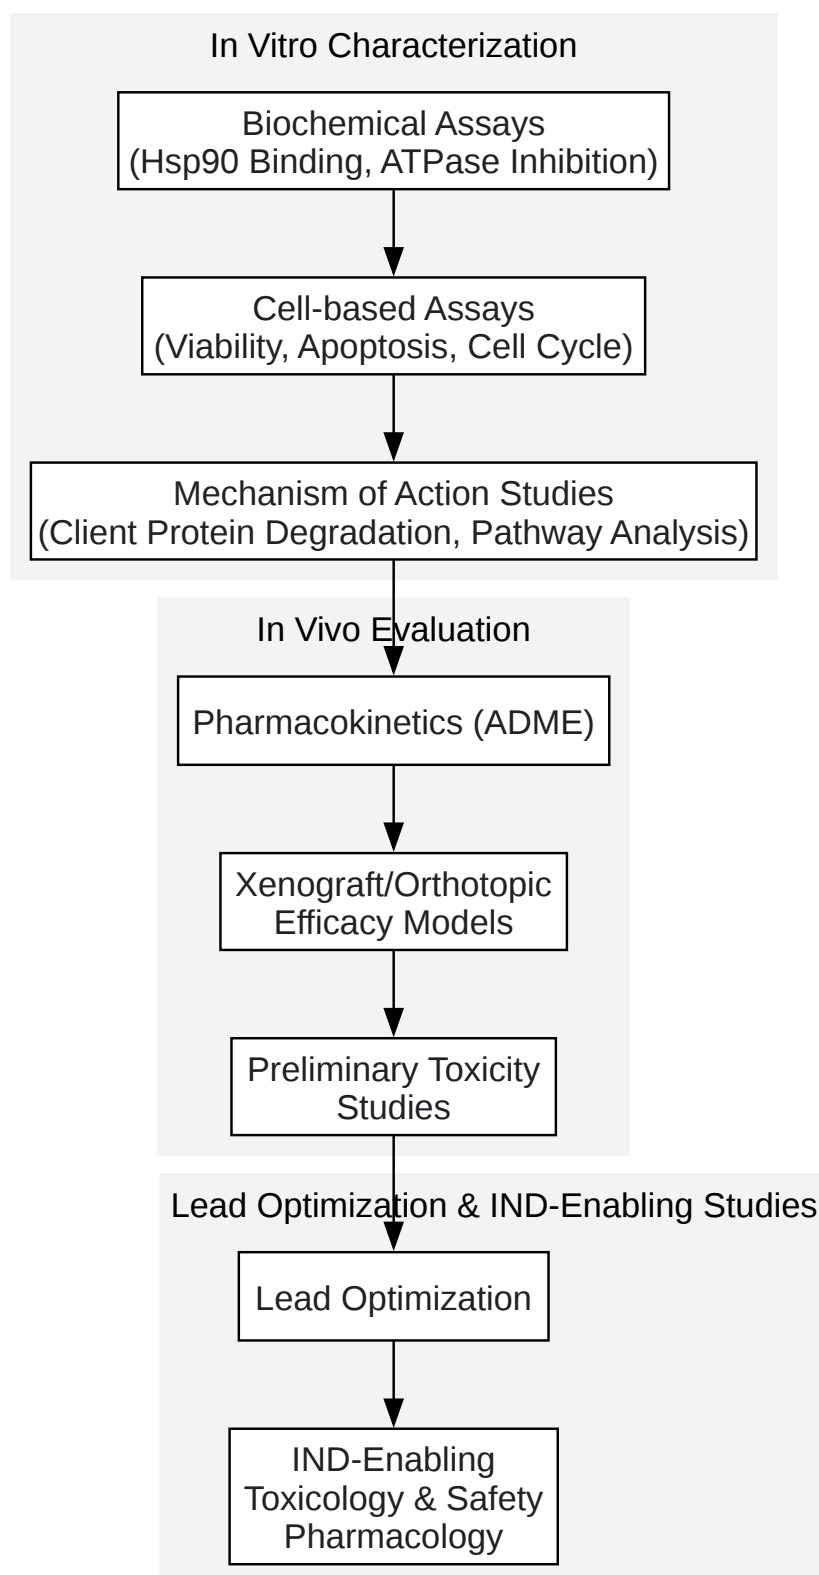 In Vitro Characterization
Biochemical Assays
(Hsp90 Binding, ATPase Inhibition)
Cell-based Assays
(Viability, Apoptosis, Cell Cycle)
Mechanism of Action Studies
(Client Protein Degradation, Pathway Analysis)
In Vivo Evaluation
Pharmacokinetics (ADME)
Xenograft/Orthotopic
Efficacy Models
Preliminary Toxicity
Studies
Lead Optimization & IND-Enabling Studies
Lead Optimization
IND-Enabling
Toxicology & Safety
Pharmacology